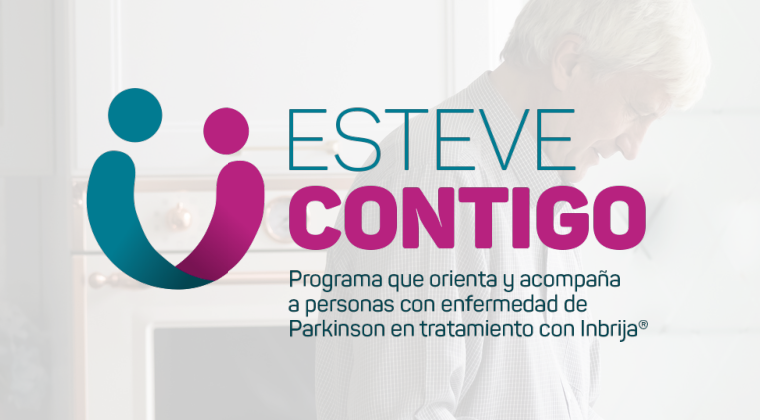 ESTEVE
CONTIGO
Programa que orienta y acompaña
a personas con enfermedad de
Parkinson en tratamiento con Inbrija®